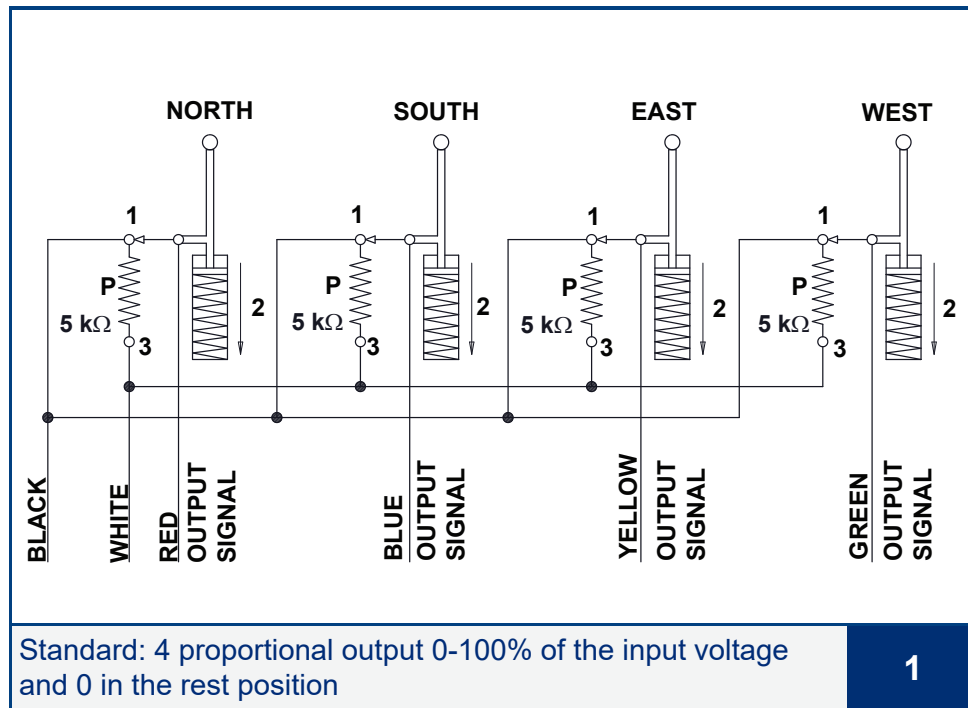 NORTH SOUTH EAST WEST
1 1 1 1
P P P P
2 2 2 2
5 kΩ 5 kΩ 5 kΩ 5 kΩ
3 3 3 3
BLACK
WHITE
RED
OUTPUT
SIGNAL
BLUE
OUTPUT
SIGNAL
YELLOW
OUTPUT
SIGNAL
GREEN
OUTPUT
SIGNAL
Standard: 4 proportional output 0-100% of the input voltage
and 0 in the rest position
1